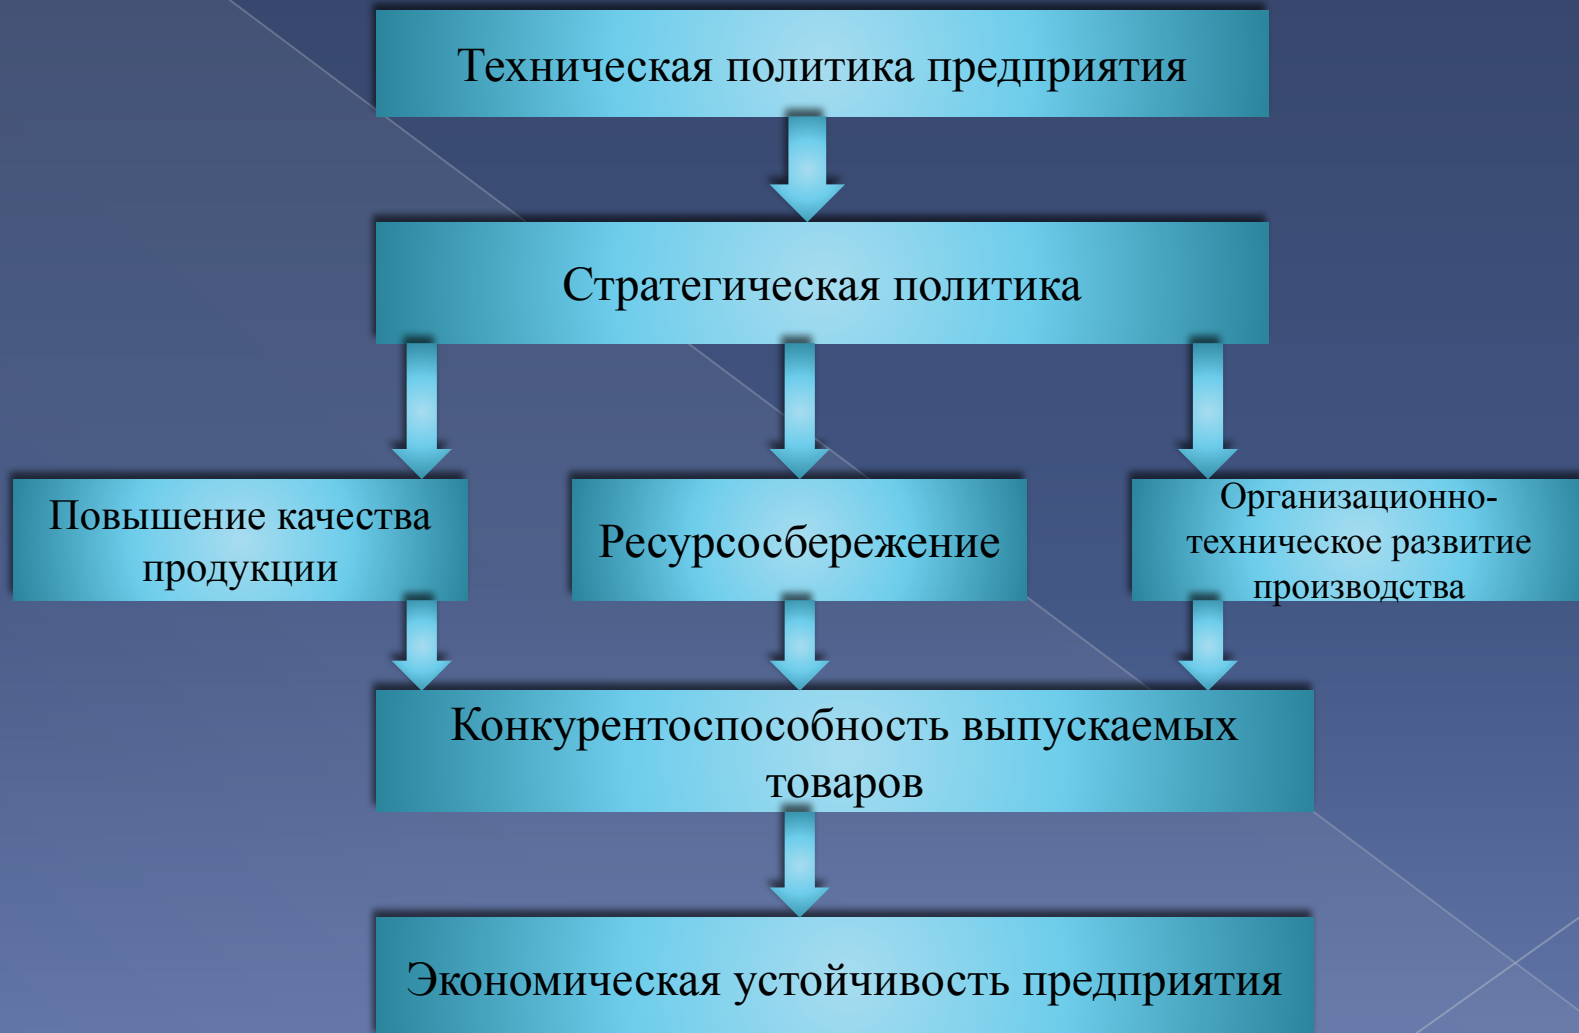 Техническая политика предприятия
Стратегическая политика
Повышение качества
продукции
Ресурсосбережение
Организационно-
техническое развитие
производства
Конкурентоспособность выпускаемых
товаров
Экономическая устойчивость предприятия